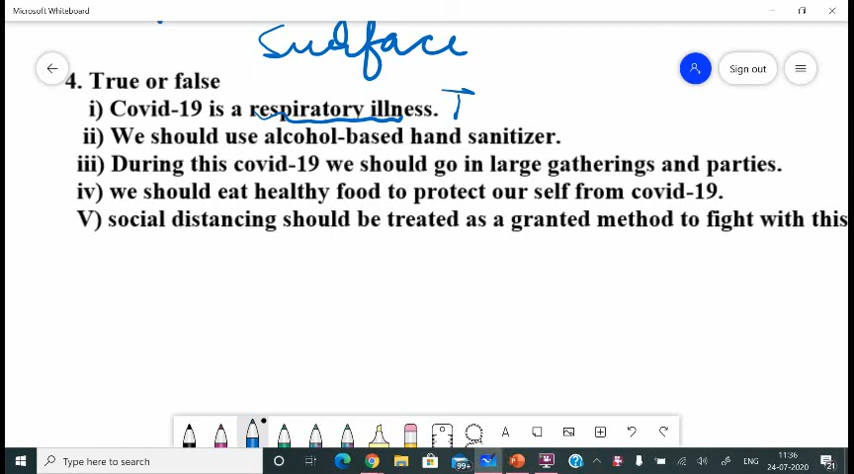 Microsoft Whiteboard
surface
Sign out
4. True or false
i) Covid-19 is a respiratory illness. T
ii) We should use alcohol-based hand sanitizer.
iii) During this covid-19 we should go in large gatherings and parties.
iv) we should eat healthy food to protect our self from covid-19.
V) social distancing should be treated as a granted method to fight with this
A
Type here to search
99+
ENG
11:36
24-07-2020
21